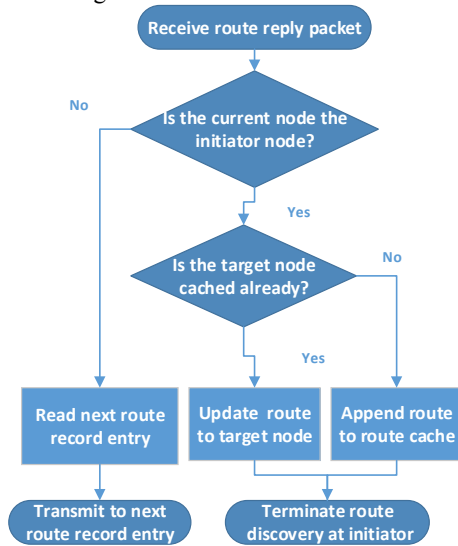 Receive route reply packet
No
Is the current node the
initiator node?
Yes
Is the target node
cached already?
No
Yes
Read next route
record entry
Update route
to target node
Append route
to route cache
Transmit to next
route record entry
Terminate route
discovery at initiator